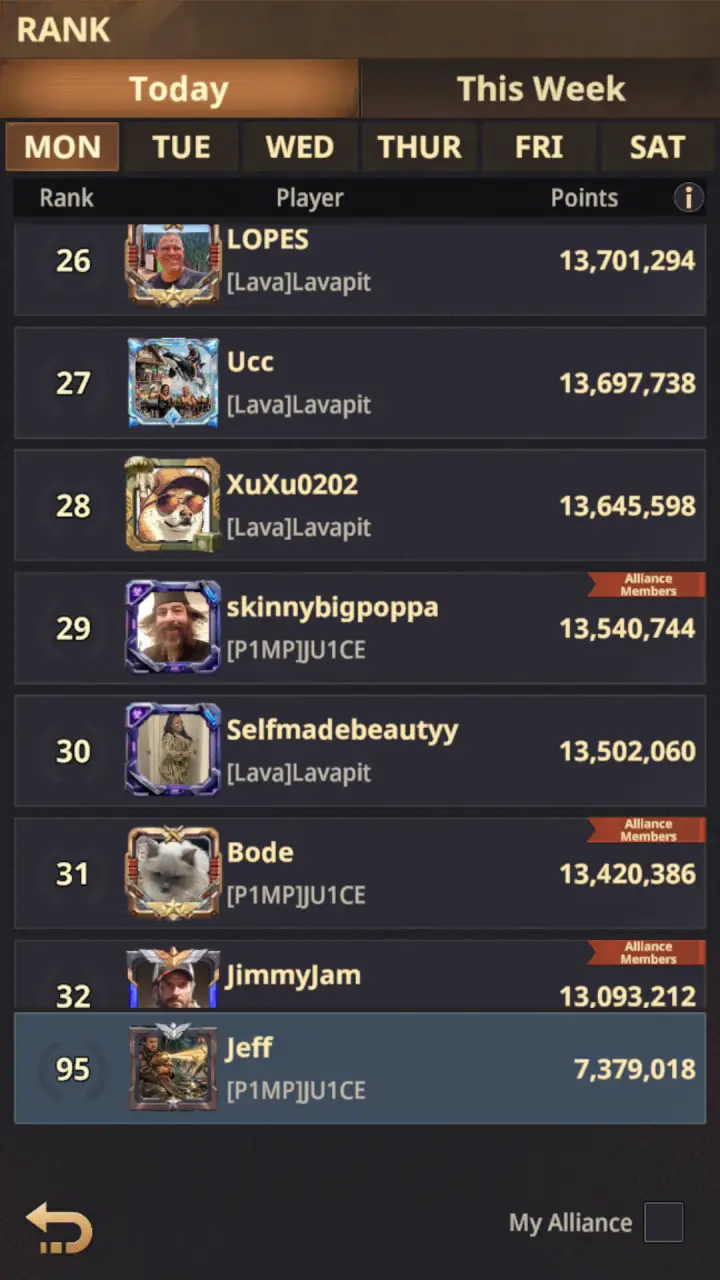 RANK
Today
This Week
MON TUE WED THUR FRI SAT
Rank Player Points i
26 LOPES 13,701,294
[Lava]Lavapit
27 Ucc 13,697,738
[Lava]Lavapit
28 XuXu0202 13,645,598
[Lava]Lavapit
Alliance Members
29 skinnybigpoppa 13,540,744
[P1MP]JU1CE
30 Selfmadebeautyy 13,502,060
[Lava]Lavapit
Alliance Members
31 Bode 13,420,386
[P1MP]JU1CE
Alliance Members
32 JimmyJam 13,093,212
95 Jeff 7,379,018
[P1MP]JU1CE
My Alliance